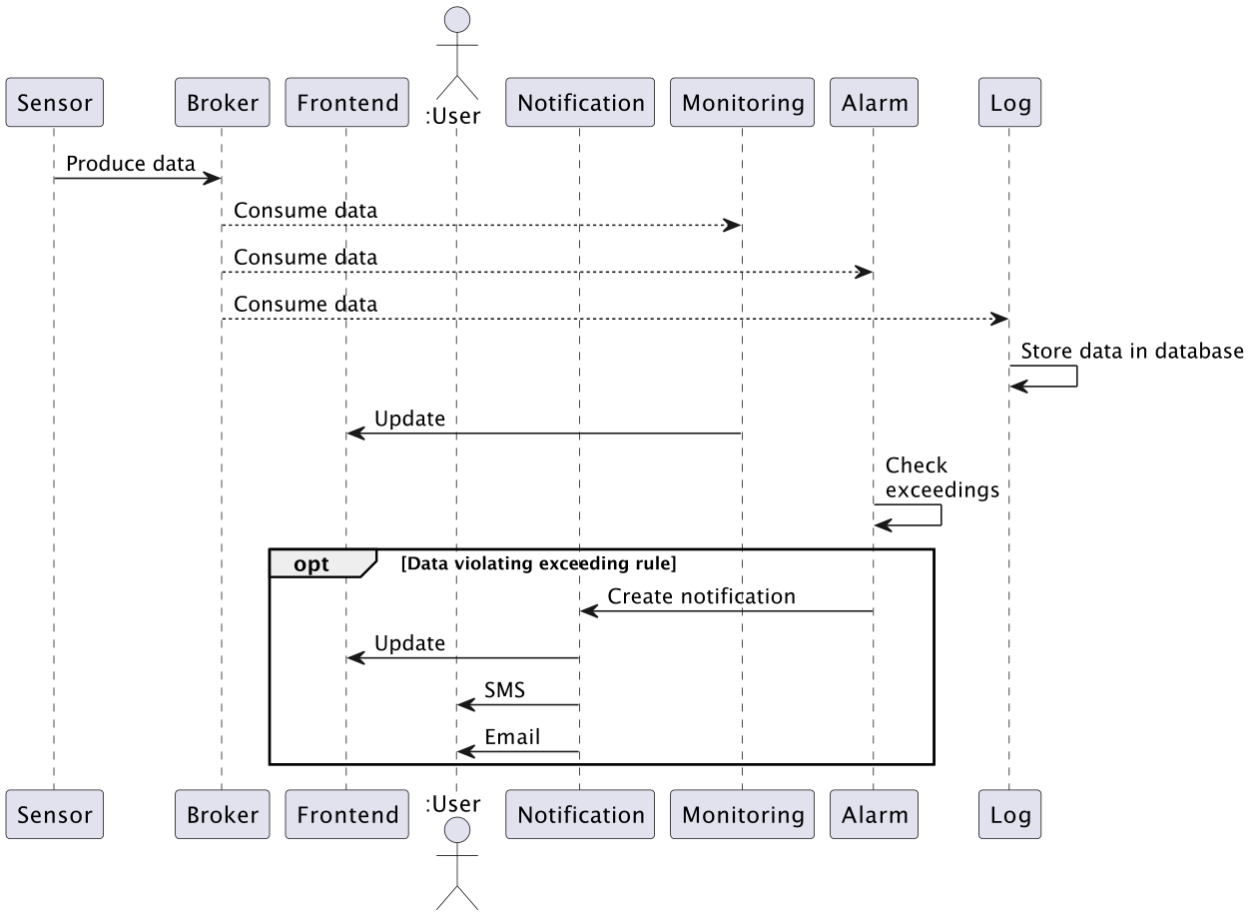 :User
Sensor
Broker
Frontend
Notification
Monitoring
Alarm
Log
Produce data
Consume data
Consume data
Consume data
Store data in database
Update
Check
exceedings
opt
[Data violating exceeding rule]
Create notification
Update
SMS
Email
Sensor
Broker
Frontend
:User
Notification
Monitoring
Alarm
Log